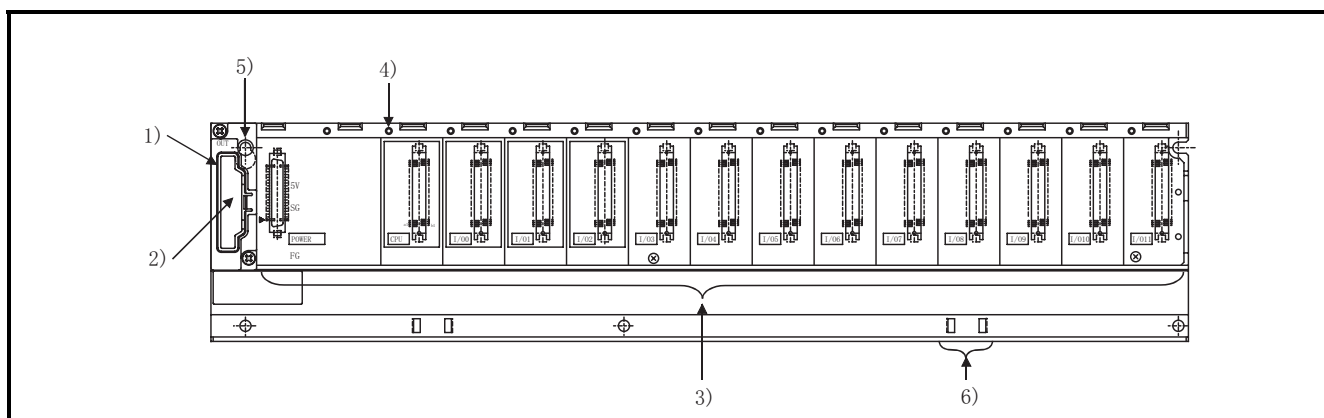 5)
4)
1)
OUT
5V
SG
2)
POWER
CPU
I/00
I/01
I/02
I/03
I/04
I/05
I/06
I/07
I/08
I/09
I/010
I/011
FG
3)
6)